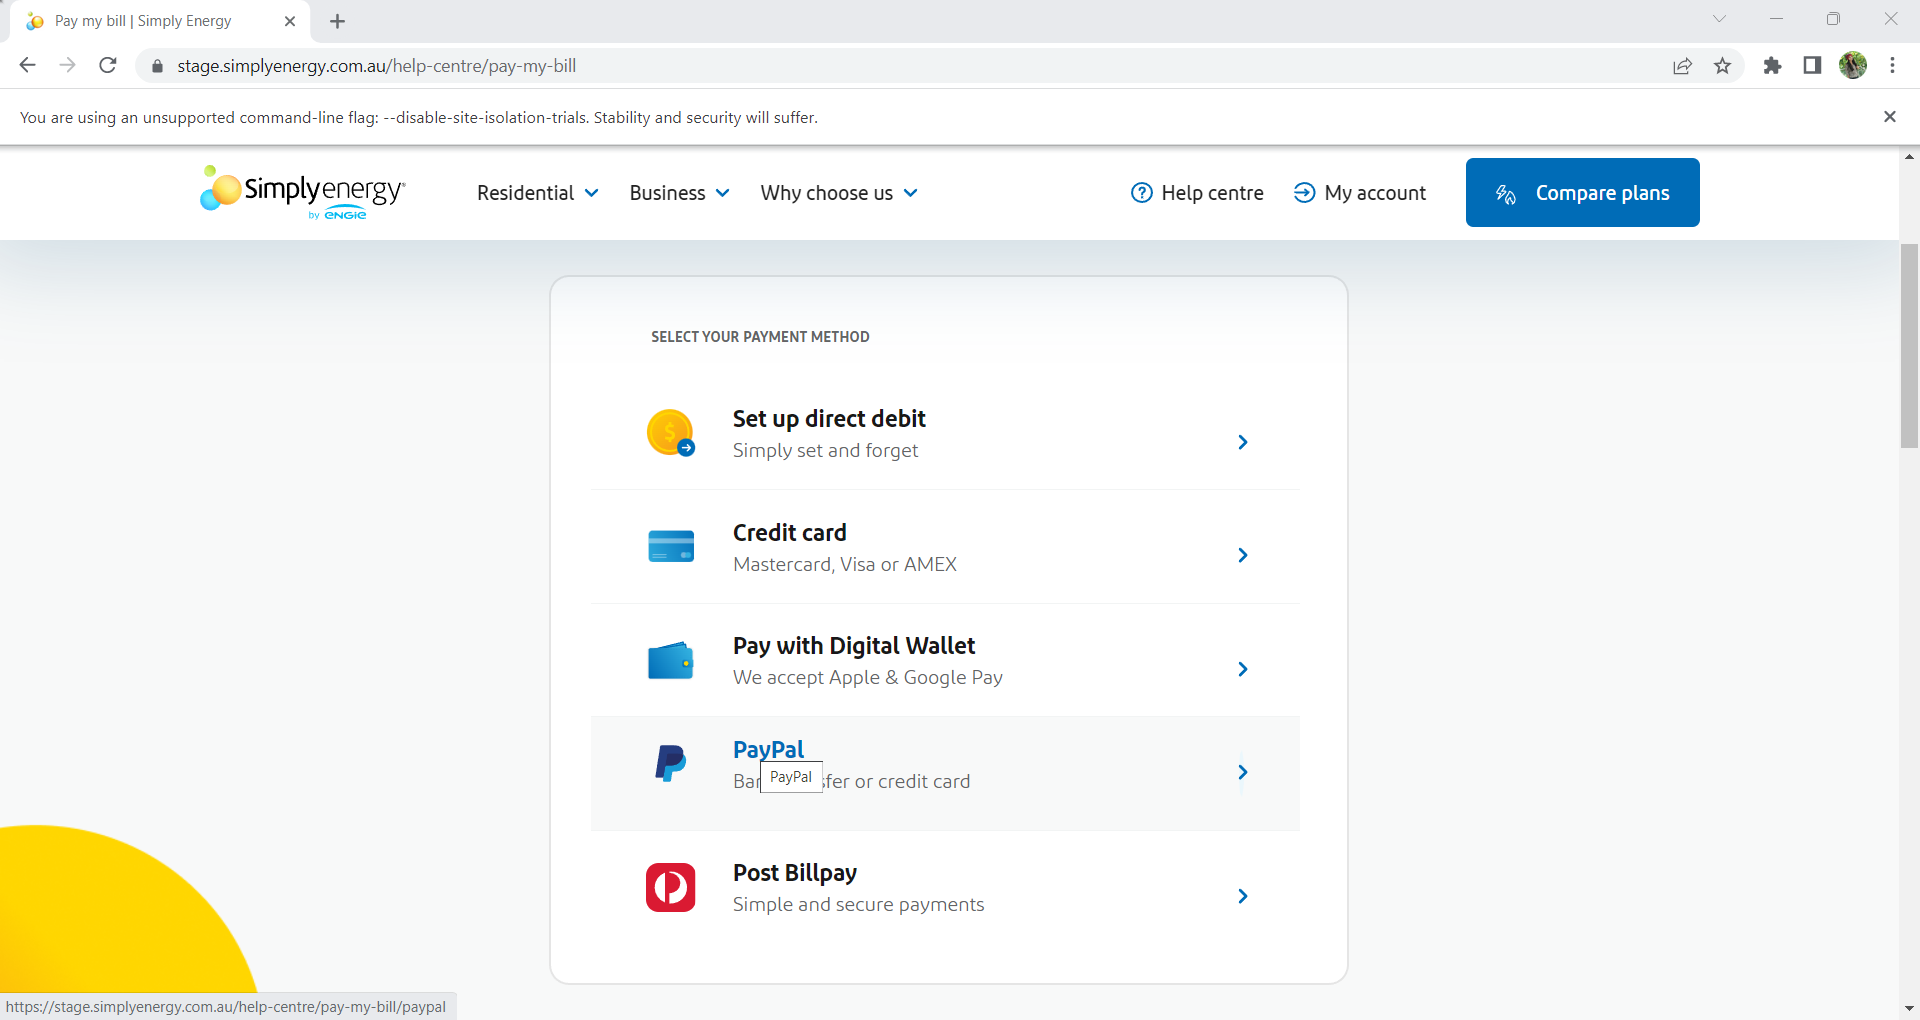 Pay my bill | Simply Energy
stage.simplyenergy.com.au/help-centre/pay-my-bill
You are using an unsupported command-line flag: --disable-site-isolation-trials. Stability and security will suffer.
Simplyenergy
by ENGIE
Residential
Business
Why choose us
Help centre
My account
Compare plans
SELECT YOUR PAYMENT METHOD
Set up direct debit
Simply set and forget
Credit card
Mastercard, Visa or AMEX
Pay with Digital Wallet
We accept Apple & Google Pay
PayPal
PayPal
or credit card
Post Billpay
Simple and secure payments
https://stage.simplyenergy.com.au/help-centre/pay-my-bill/paypal